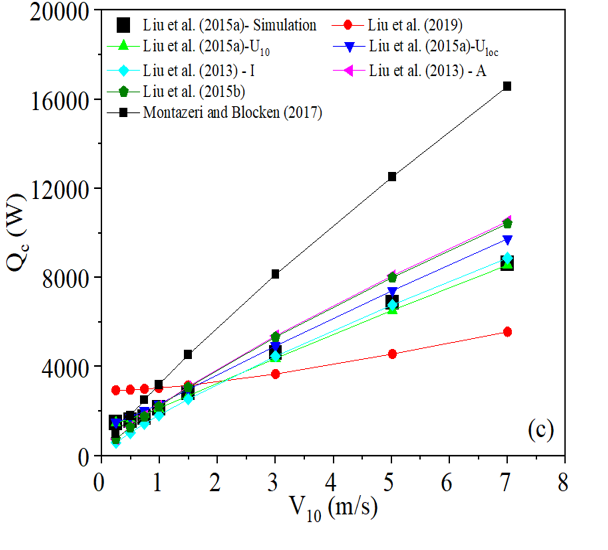 20000
Liu et al. (2015a)- Simulation Liu et al. (2019)
Liu et al. (2015a)-U10 Liu et al. (2015a)-Uloc
Liu et al. (2013) - I Liu et al. (2013) - A
Liu et al. (2015b)
Montazeri and Blocken (2017)
16000
12000
8000
4000
0
Qc (W)
(c)
0 1 2 3 4 5 6 7 8
V10 (m/s)